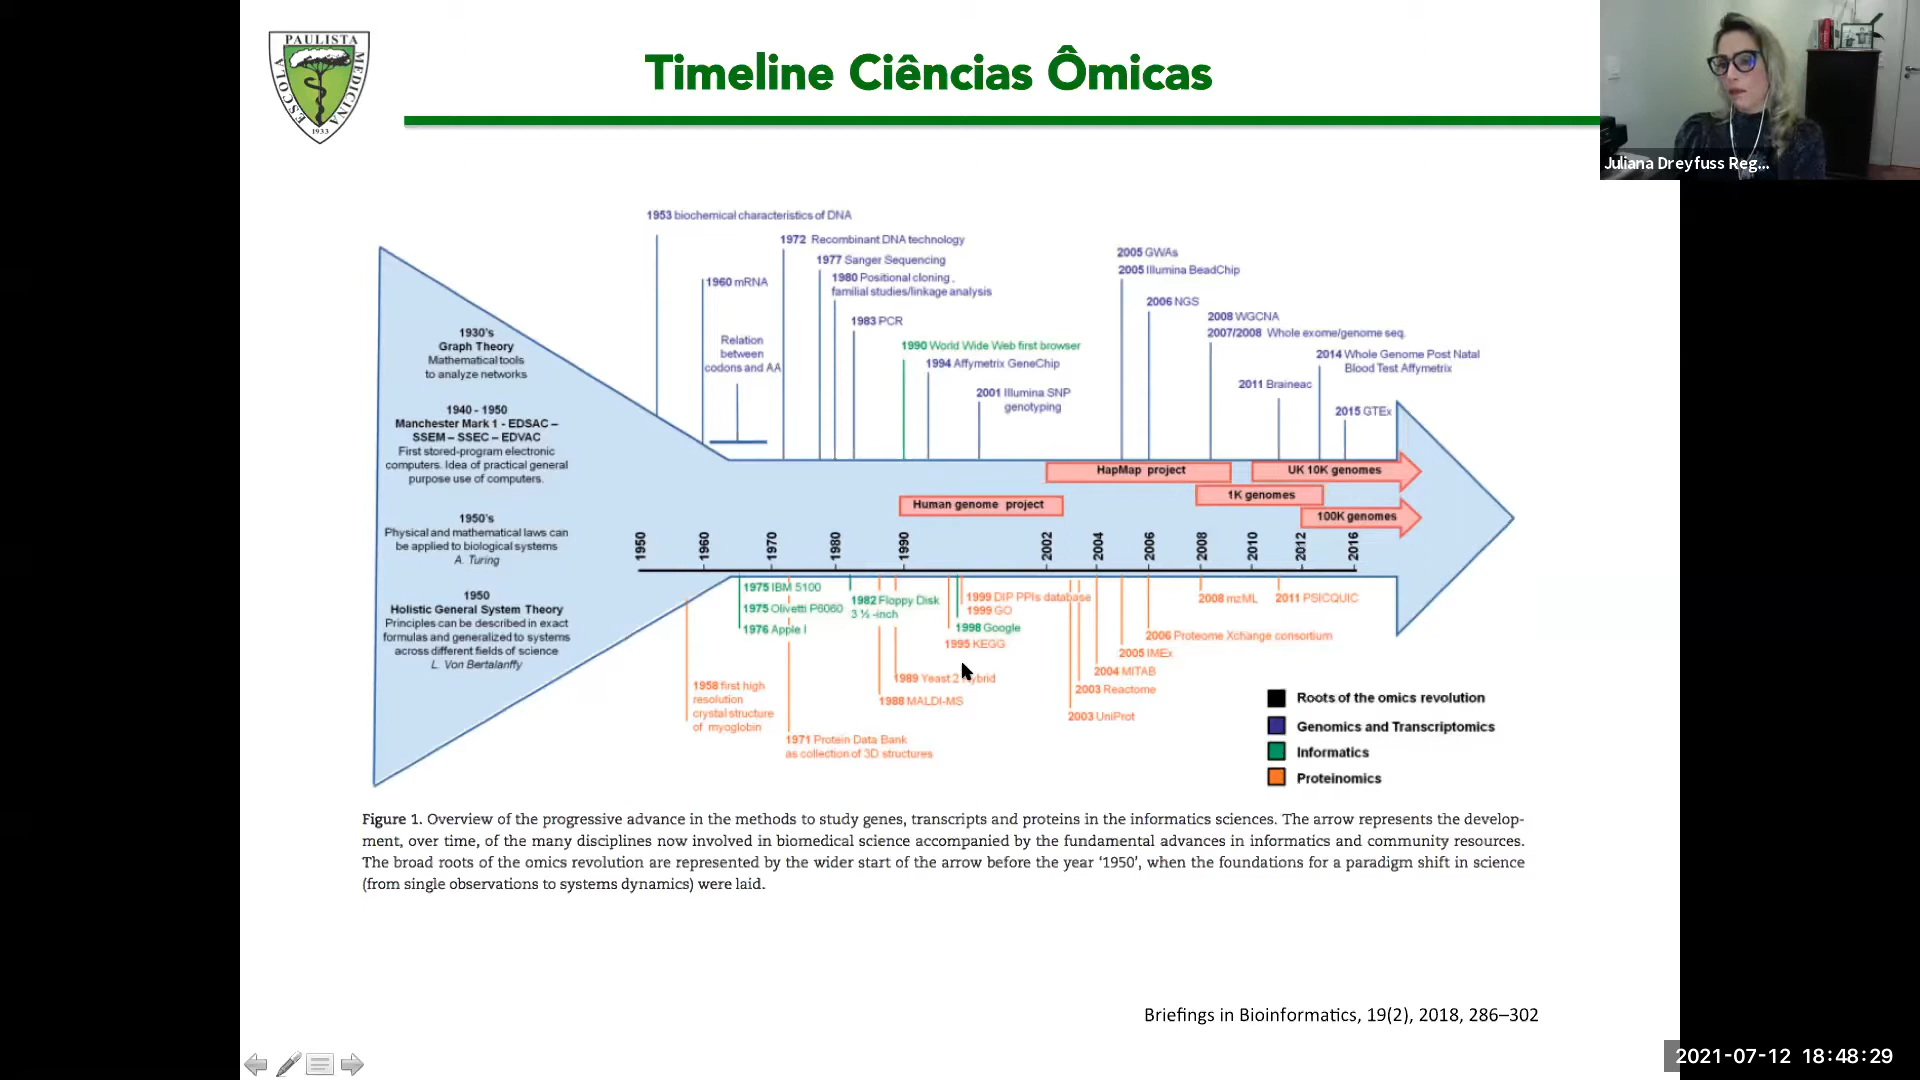 PAULISTA
ESCOLA
MEDICINA
1933
Timeline Ciências Ômicas
Juliana Dreyfuss Reg...
1953 biochemical characteristics of DNA
1972 Recombinant DNA technology
1977 Sanger Sequencing
1980 Positional cloning,
familial studies/linkage analysis
1960 mRNA
1983 PCR
Relation
between
codons and AA
1990 World Wide Web first browser
1994 Affymetrix GeneChip
2001 Illumina SNP
genotyping
2005 GWAs
2005 Illumina BeadChip
2006 NGS
2008 WGCNA
2007/2008 Whole exome/genome seq.
2014 Whole Genome Post Natal
Blood Test Affymetrix
2011 Braineac
2015 GTEx
1930's
Graph Theory
Mathematical tools
to analyze networks
1940 - 1950
Manchester Mark 1 - EDSAC –
SSEM – SSEC – EDVAC
First stored-program electronic
computers. Idea of practical general
purpose use of computers.
1950's
Physical and mathematical laws can
be applied to biological systems
A. Turing
1950
Holistic General System Theory
Principles can be described in exact
formulas and generalized to systems
across different fields of science
L. Von Bertalanffy
HapMap project
UK 10K genomes
1K genomes
Human genome project
100K genomes
1950
1960
1970
1980
1990
2002
2004
2006
2008
2010
2012
2016
1975 IBM 5100
1975 Olivetti P6060
1976 Apple I
1982 Floppy Disk
3 ½ -inch
1999 DIP PPIs database
1999 GO
1998 Google
1995 KEGG
2008 mzML
2011 PSICQUIC
2006 Proteome Xchange consortium
2005 IMEx
2004 MITAB
2003 Reactome
2003 UniProt
1989 Yeast 2 Hybrid
1988 MALDI-MS
1958 first high
resolution
crystal structure
of myoglobin
1971 Protein Data Bank
as collection of 3D structures
Roots of the omics revolution
Genomics and Transcriptomics
Informatics
Proteinomics
Figure 1. Overview of the progressive advance in the methods to study genes, transcripts and proteins in the informatics sciences. The arrow represents the develop-
ment, over time, of the many disciplines now involved in biomedical science accompanied by the fundamental advances in informatics and community resources.
The broad roots of the omics revolution are represented by the wider start of the arrow before the year ‘1950’, when the foundations for a paradigm shift in science
(from single observations to systems dynamics) were laid.
Briefings in Bioinformatics, 19(2), 2018, 286–302
2021-07-12 18:48:29